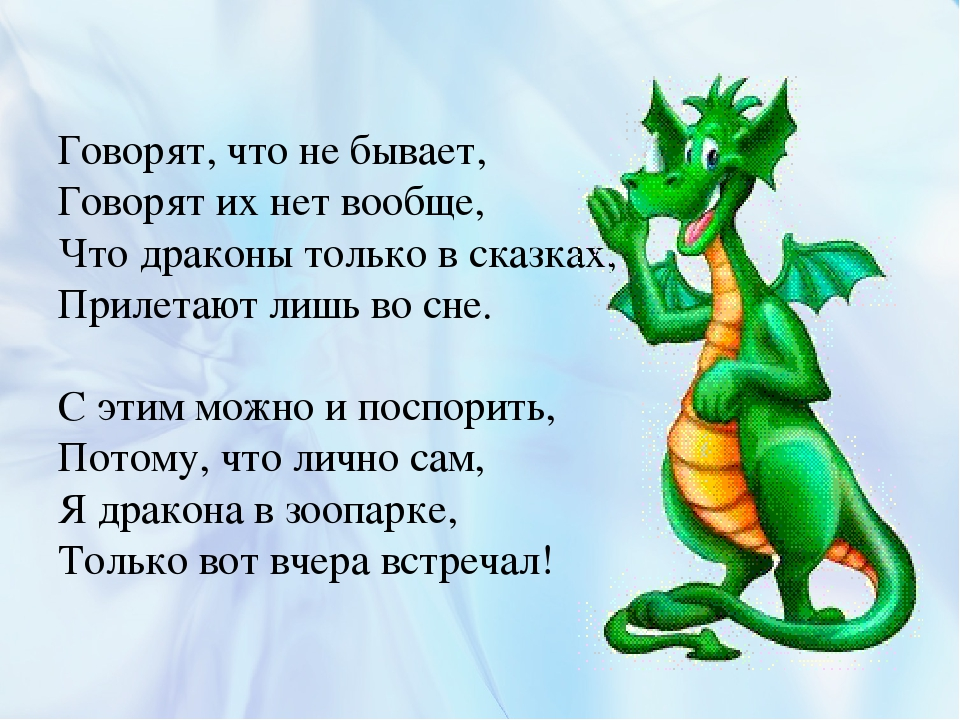 Говорят, что не бывает,
Говорят их нет вообще,
Что драконы только в сказках,
Прилетают лишь во сне.
С этим можно и поспорить,
Потому, что лично сам,
Я дракона в зоопарке,
Только вот вчера встречал!